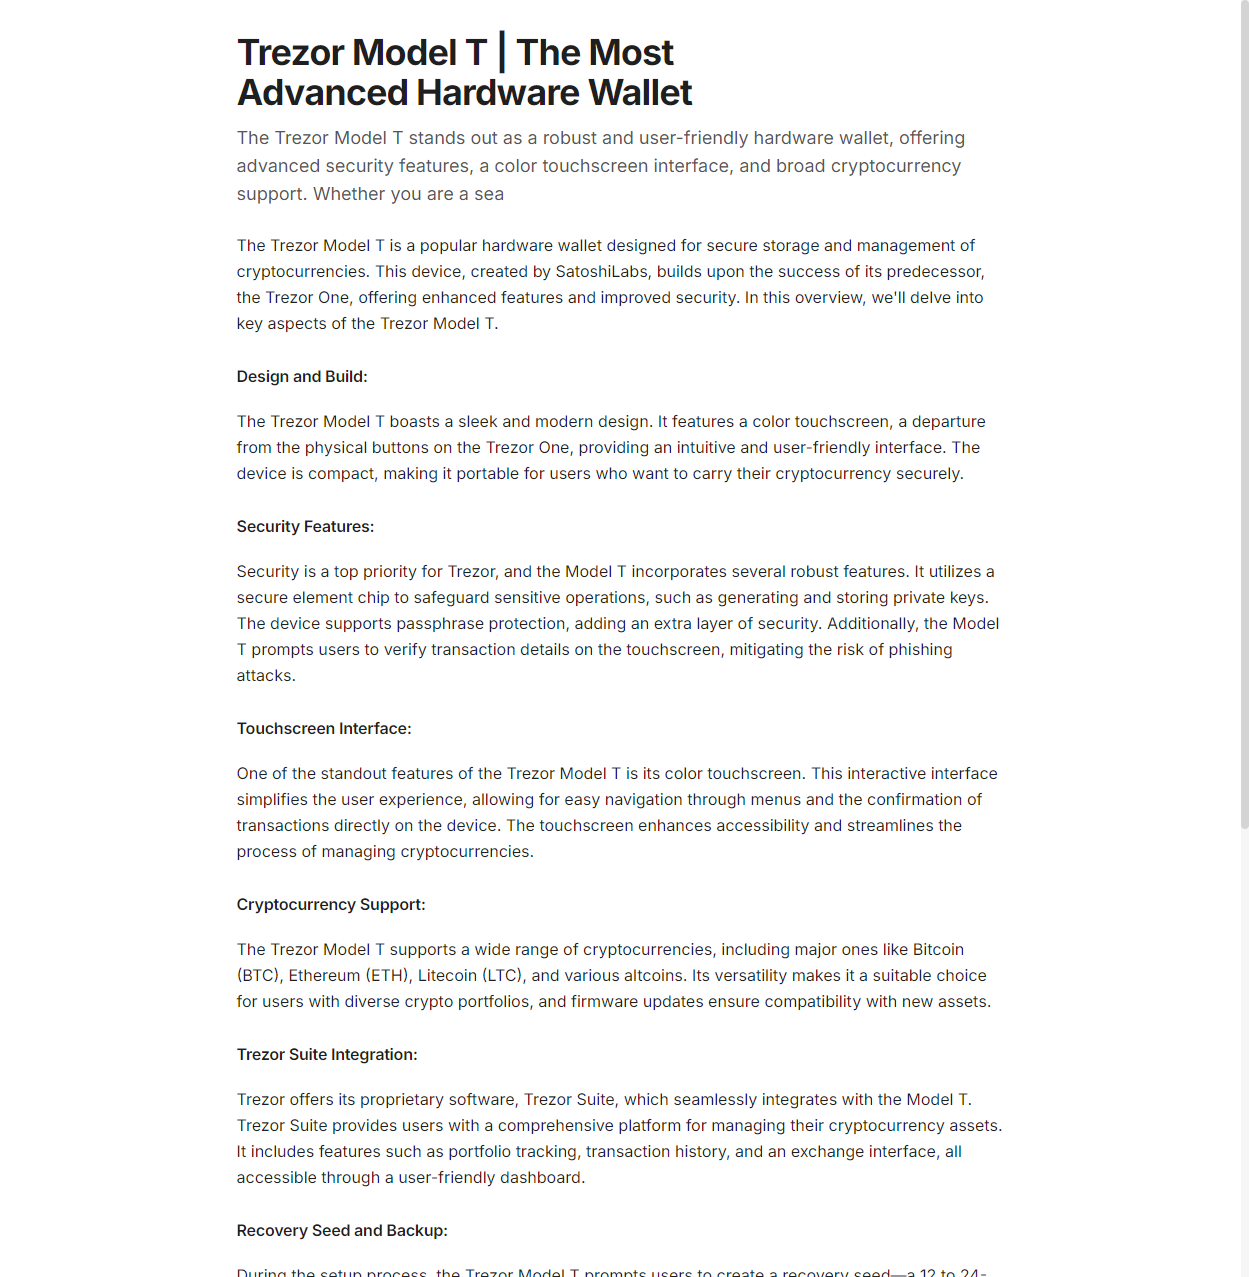 Trezor Model T | The Most
Advanced Hardware Wallet
The Trezor Model T stands out as a robust and user-friendly hardware wallet, offering
advanced security features, a color touchscreen interface, and broad cryptocurrency
support. Whether you are a sea
The Trezor Model T is a popular hardware wallet designed for secure storage and management of
cryptocurrencies. This device, created by SatoshiLabs, builds upon the success of its predecessor,
the Trezor One, offering enhanced features and improved security. In this overview, we'll delve into
key aspects of the Trezor Model T.
Design and Build:
The Trezor Model T boasts a sleek and modern design. It features a color touchscreen, a departure
from the physical buttons on the Trezor One, providing an intuitive and user-friendly interface. The
device is compact, making it portable for users who want to carry their cryptocurrency securely.
Security Features:
Security is a top priority for Trezor, and the Model T incorporates several robust features. It utilizes a
secure element chip to safeguard sensitive operations, such as generating and storing private keys.
The device supports passphrase protection, adding an extra layer of security. Additionally, the Model
T prompts users to verify transaction details on the touchscreen, mitigating the risk of phishing
attacks.
Touchscreen Interface:
One of the standout features of the Trezor Model T is its color touchscreen. This interactive interface
simplifies the user experience, allowing for easy navigation through menus and the confirmation of
transactions directly on the device. The touchscreen enhances accessibility and streamlines the
process of managing cryptocurrencies.
Cryptocurrency Support:
The Trezor Model T supports a wide range of cryptocurrencies, including major ones like Bitcoin
(BTC), Ethereum (ETH), Litecoin (LTC), and various altcoins. Its versatility makes it a suitable choice
for users with diverse crypto portfolios, and firmware updates ensure compatibility with new assets.
Trezor Suite Integration:
Trezor offers its proprietary software, Trezor Suite, which seamlessly integrates with the Model T.
Trezor Suite provides users with a comprehensive platform for managing their cryptocurrency assets.
It includes features such as portfolio tracking, transaction history, and an exchange interface, all
accessible through a user-friendly dashboard.
Recovery Seed and Backup:
During the setup process, the Trezor Model T prompts users to create a recovery seed—a 12 to 24-